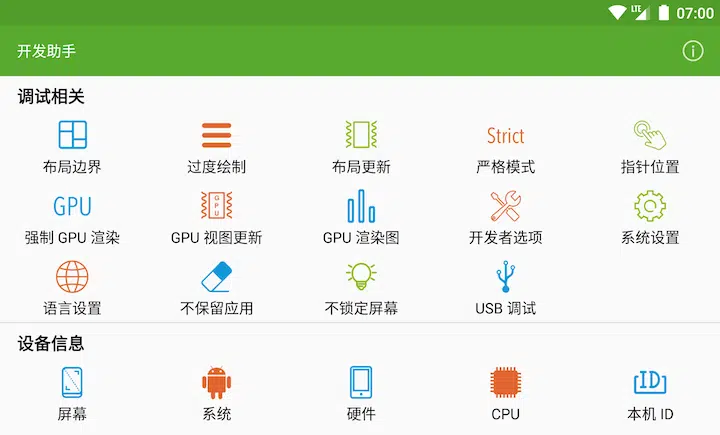 LTE 07:00
开发助手
调试相关
Strict
布局边界 过度绘制 布局更新 严格模式 指针位置
GPU GPU
强制 GPU 渲染 GPU 视图更新 GPU 渲染图 开发者选项 系统设置
语言设置 不保留应用 不锁定屏幕 USB 调试
设备信息
ID
屏幕 系统 硬件 CPU 本机 ID